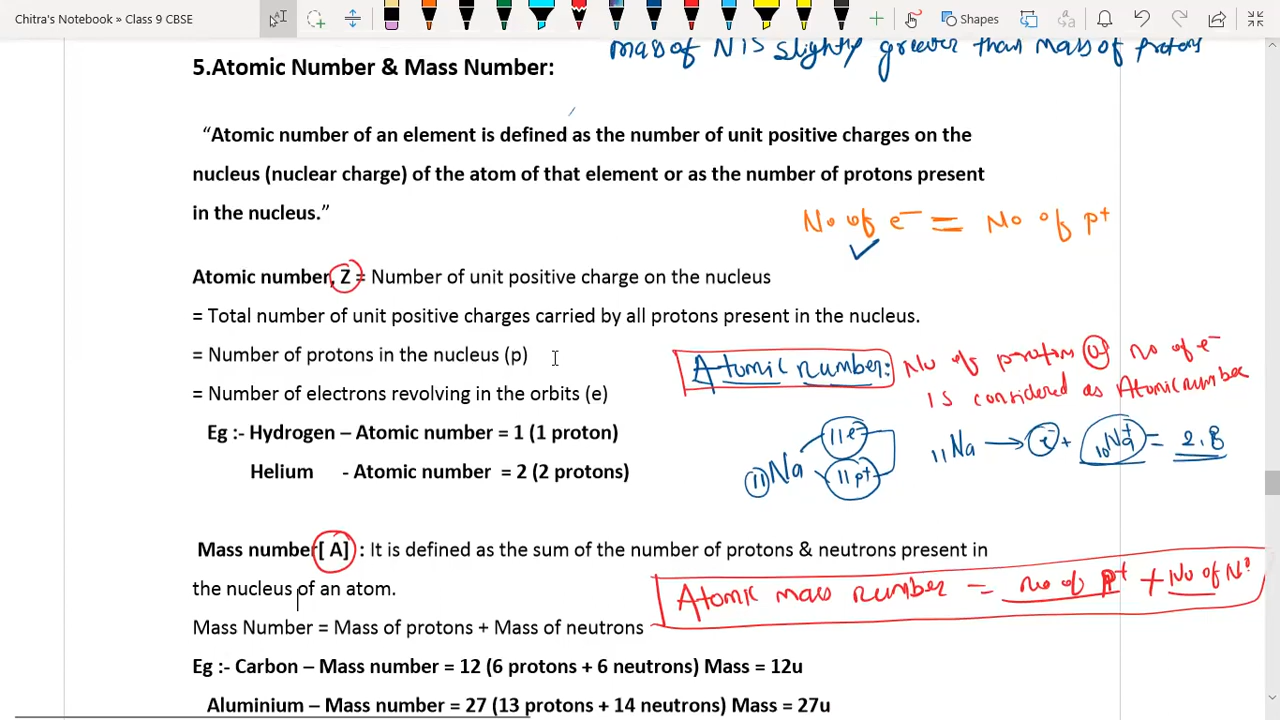 Chitra's Notebook » Class 9 CBSE
Shapes
mass of N is slightly greater than mass of protons
5.Atomic Number & Mass Number:
“Atomic number of an element is defined as the number of unit positive charges on the
nucleus (nuclear charge) of the atom of that element or as the number of protons present
in the nucleus.”
No of e⁻ = No of p⁺
Atomic number, Z = Number of unit positive charge on the nucleus
= Total number of unit positive charges carried by all protons present in the nucleus.
= Number of protons in the nucleus (p)
Atomic number: No of protons or no of e⁻
is considered as Atomic number
= Number of electrons revolving in the orbits (e)
Eg :- Hydrogen – Atomic number = 1 (1 proton)
11Na 11e⁻ 11p⁺
₁₁Na → e⁻ + ₁₀Na⁺ = 2.8
Helium - Atomic number = 2 (2 protons)
Mass number[ A] : It is defined as the sum of the number of protons & neutrons present in
the nucleus of an atom.
Atomic mass number = no of p⁺ + No of N°
Mass Number = Mass of protons + Mass of neutrons
Eg :- Carbon – Mass number = 12 (6 protons + 6 neutrons) Mass = 12u
Aluminium – Mass number = 27 (13 protons + 14 neutrons) Mass = 27u